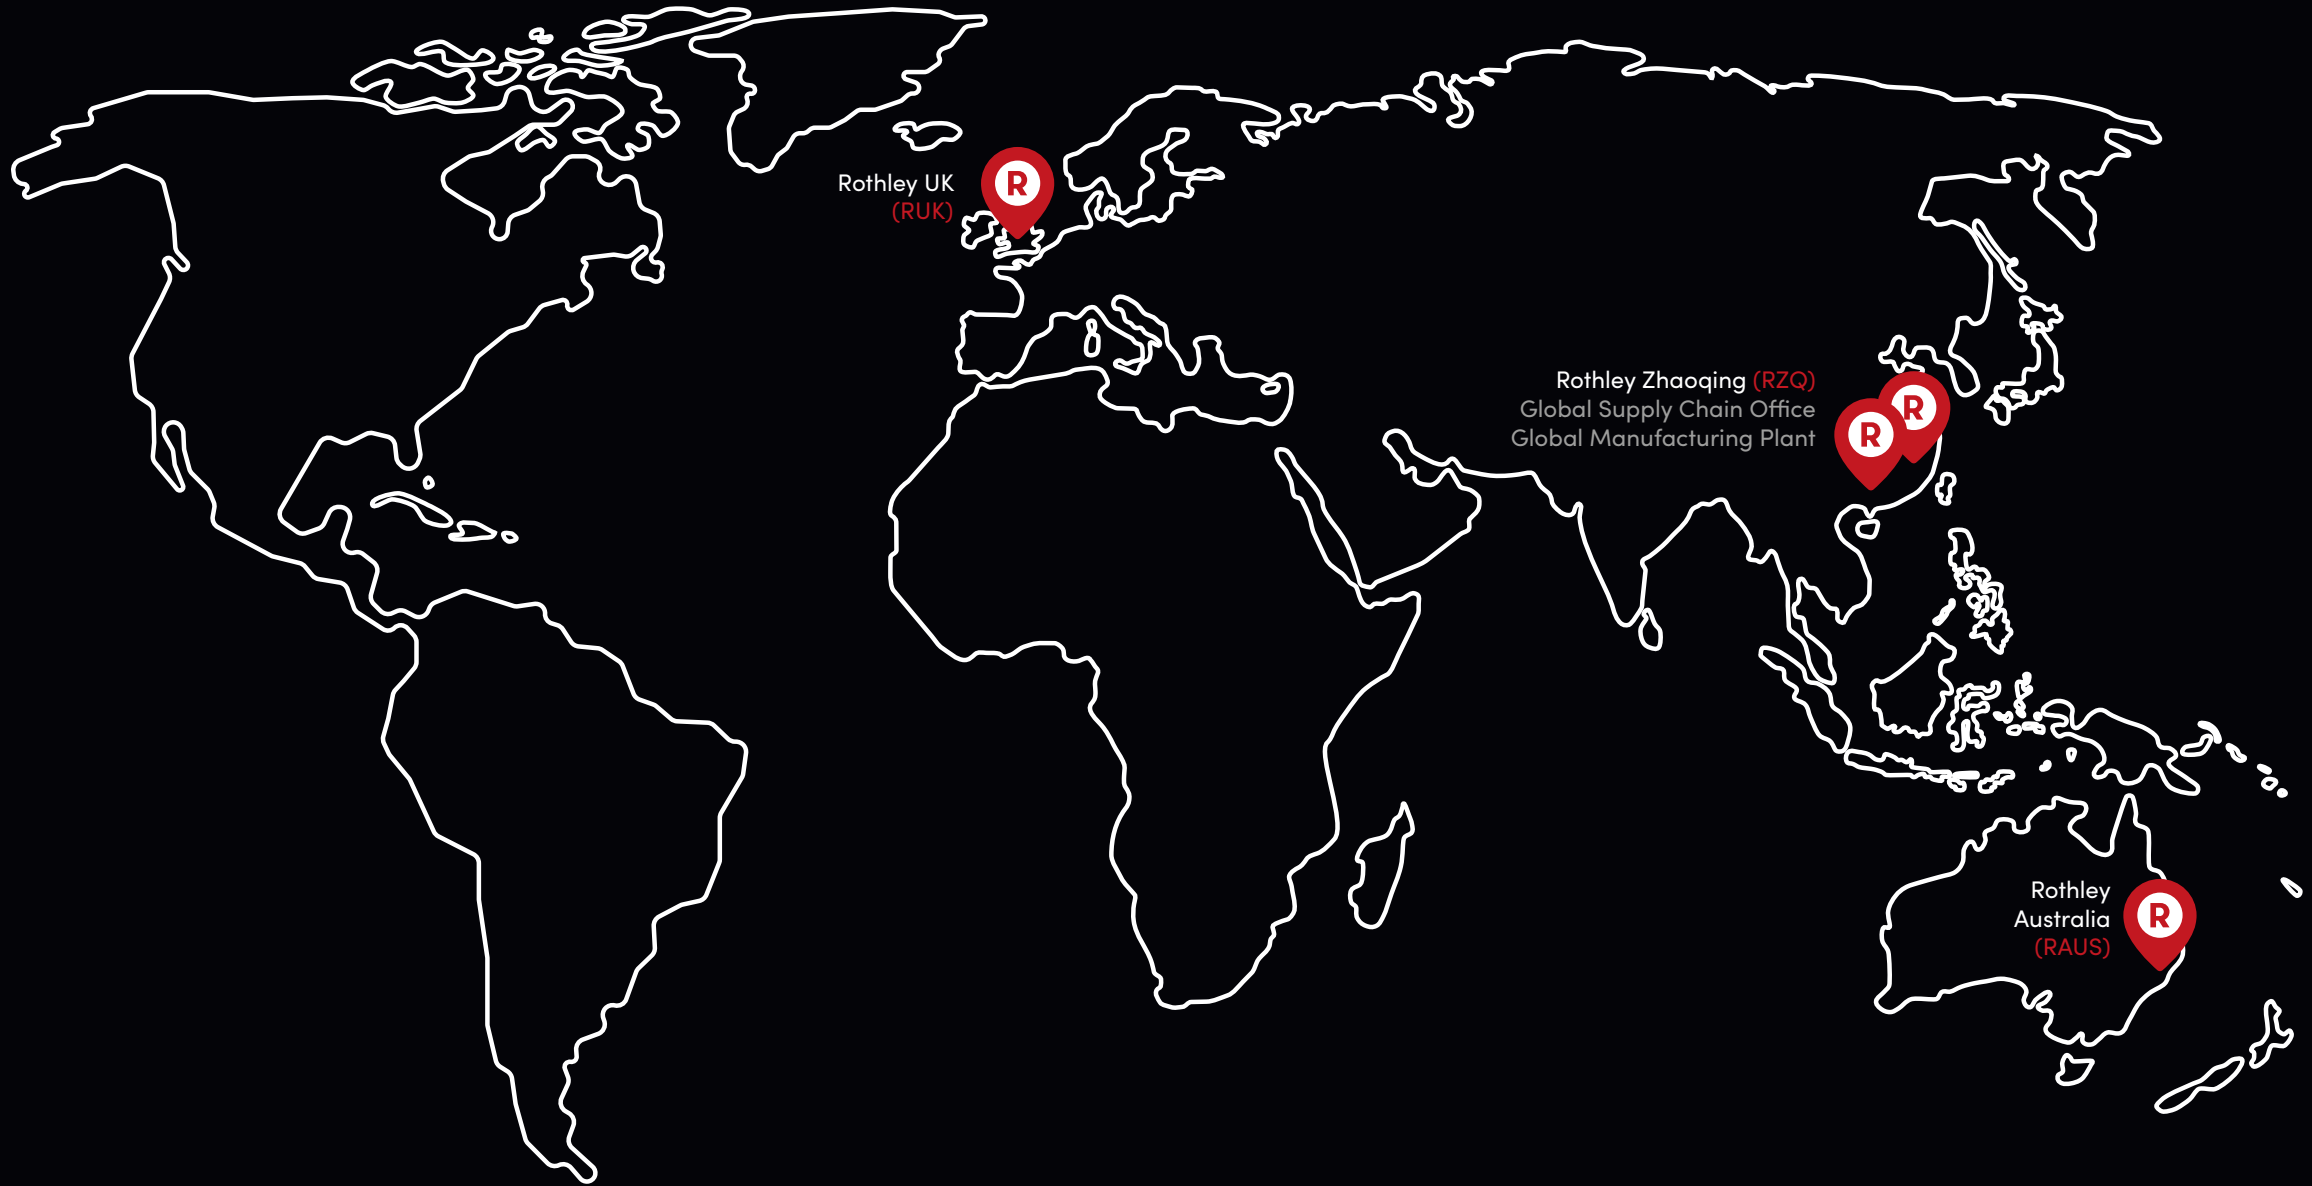 Rothley UK
(RUK)
R
Rothley Zhaoqing (RZQ)
Global Supply Chain Office
Global Manufacturing Plant
R
R
Rothley
Australia
(RAUS)
R